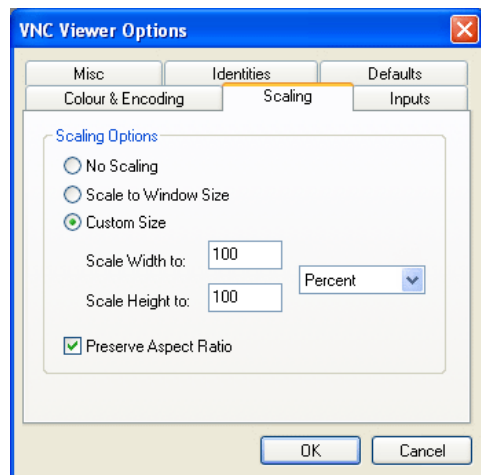 VNC Viewer Options
Misc Identities Defaults
Colour & Encoding Scaling Inputs
Scaling Options
No Scaling
Scale to Window Size
Custom Size
Scale Width to: 100
Percent
Scale Height to: 100
Preserve Aspect Ratio
OK Cancel